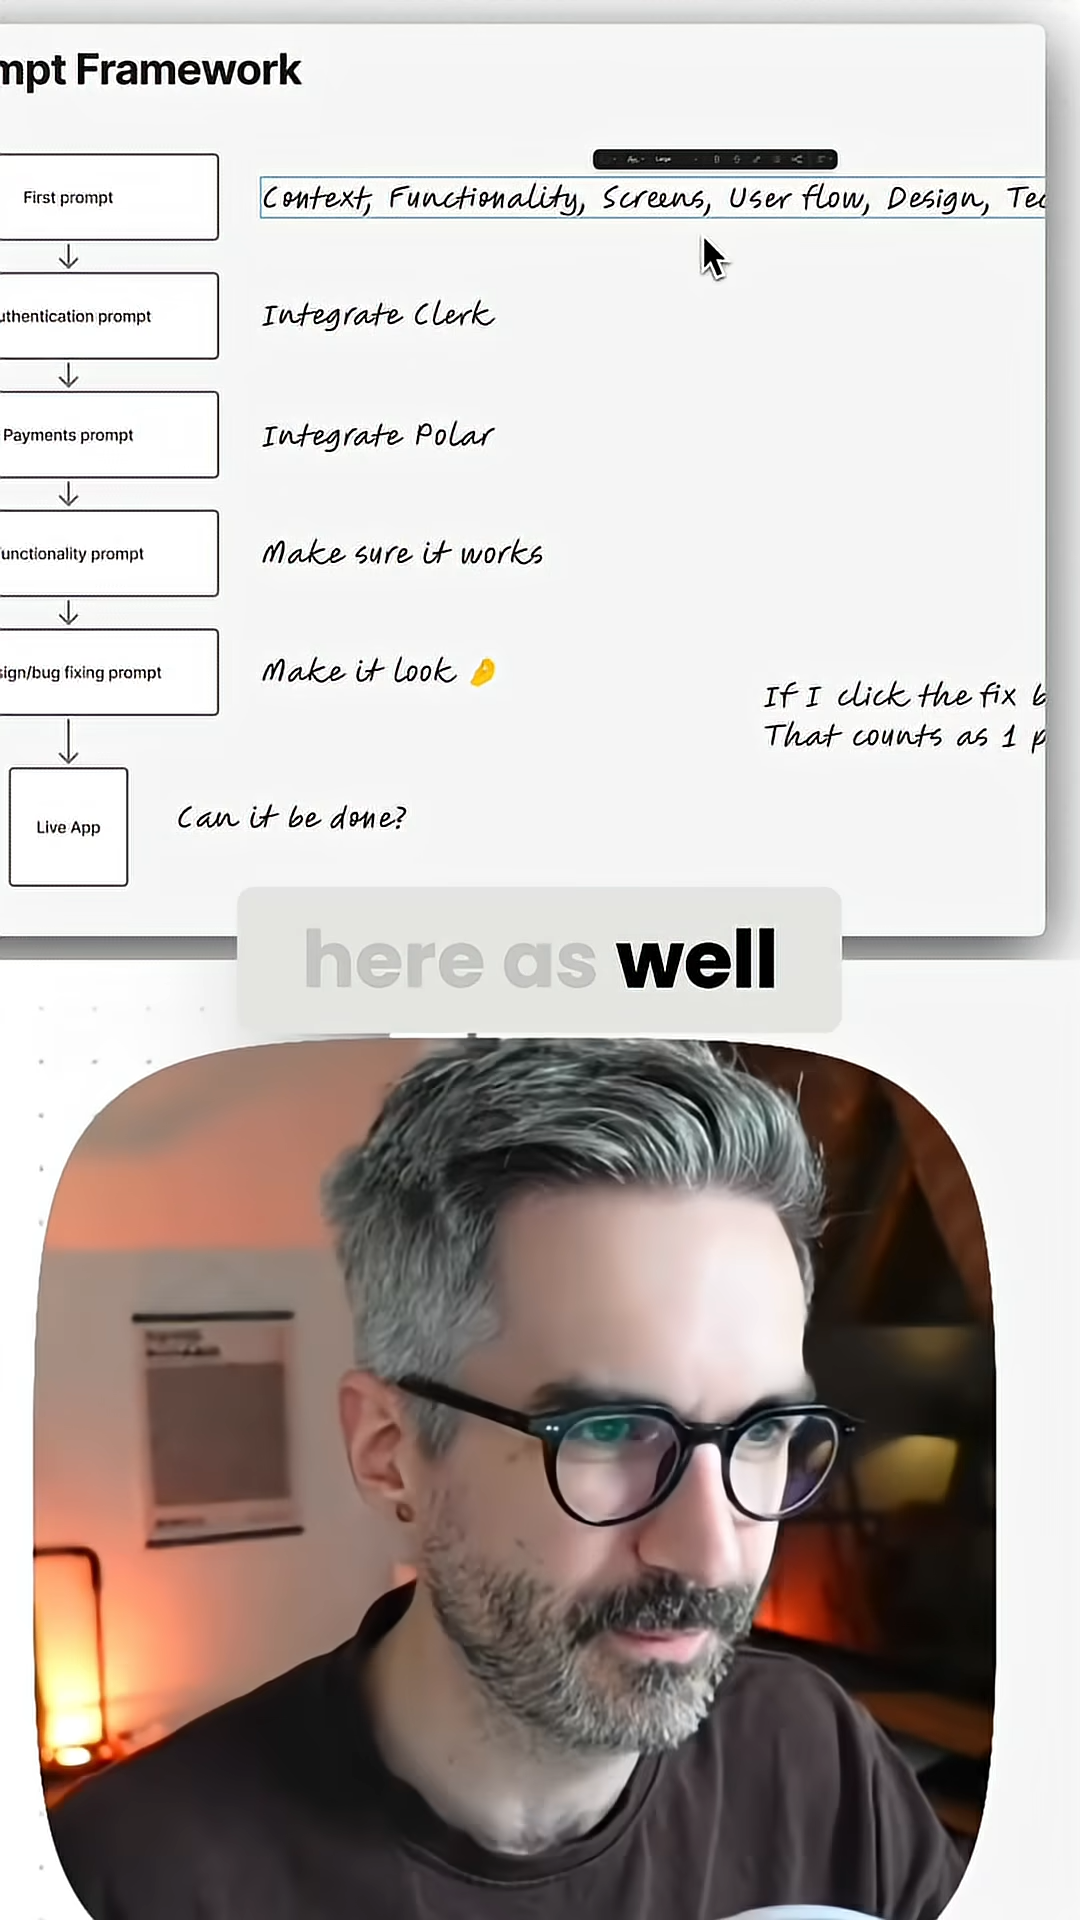 mpt Framework
Large
First prompt
Context, Functionality, Screens, User flow, Design, Tec
uthentication prompt
Integrate Clerk
Payments prompt
Integrate Polar
unctionality prompt
Make sure it works
sign/bug fixing prompt
Make it look 🤌
If I click the fix b
That counts as 1 p
Live App
Can it be done?
here as well